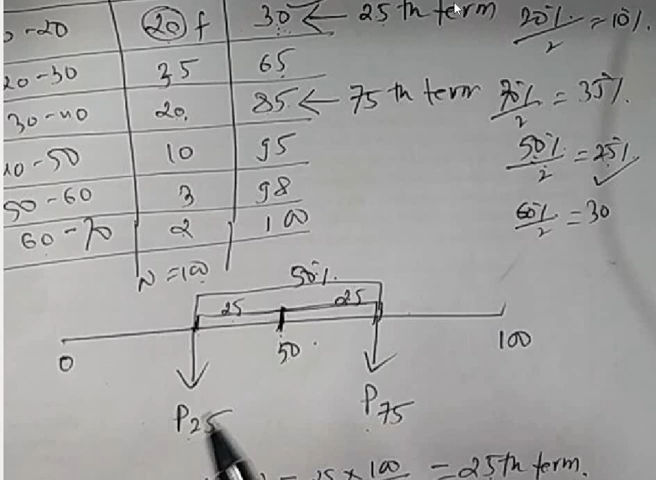 -20 20 f 30 ← 25 th term 20%/2 = 10%.
20-30 35 65
30-40 20. 85 ← 75 th term 70%/2 = 35%.
40-50 10 95 50%/2 = 25%
50-60 3 98
60-70 2 100 60%/2 = 30
N = 100
50%.
25 25
0 50. 100
P25 P75
= 25 × 100 = 25th term.